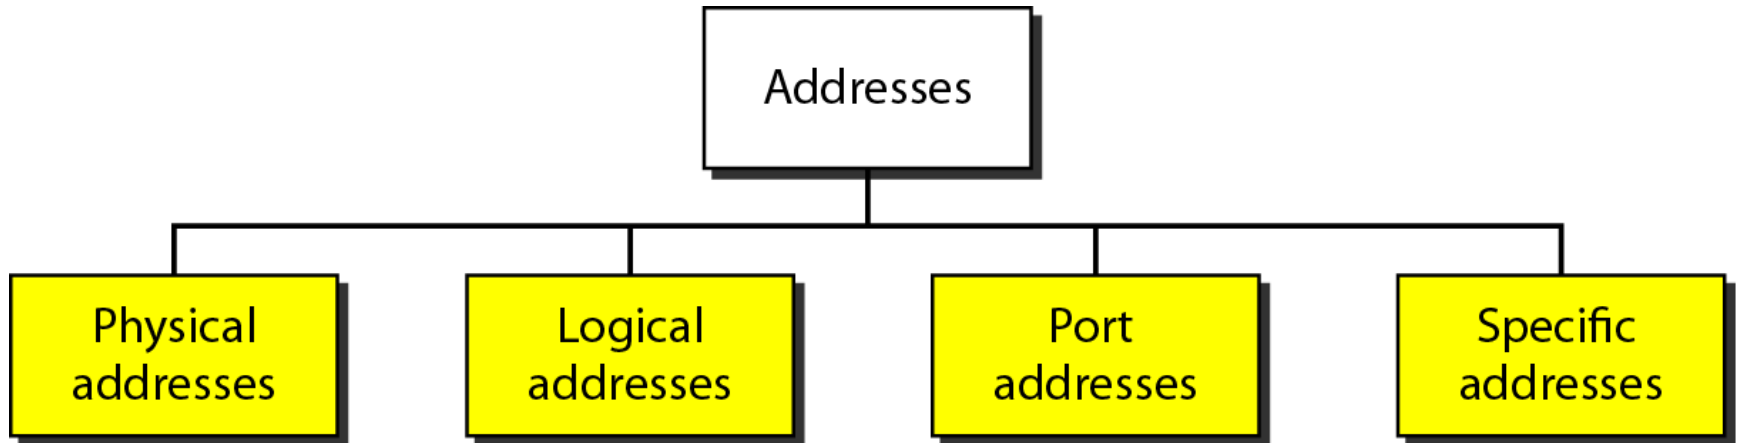 Addresses
Physical
addresses
Logical
addresses
Port
addresses
Specific
addresses